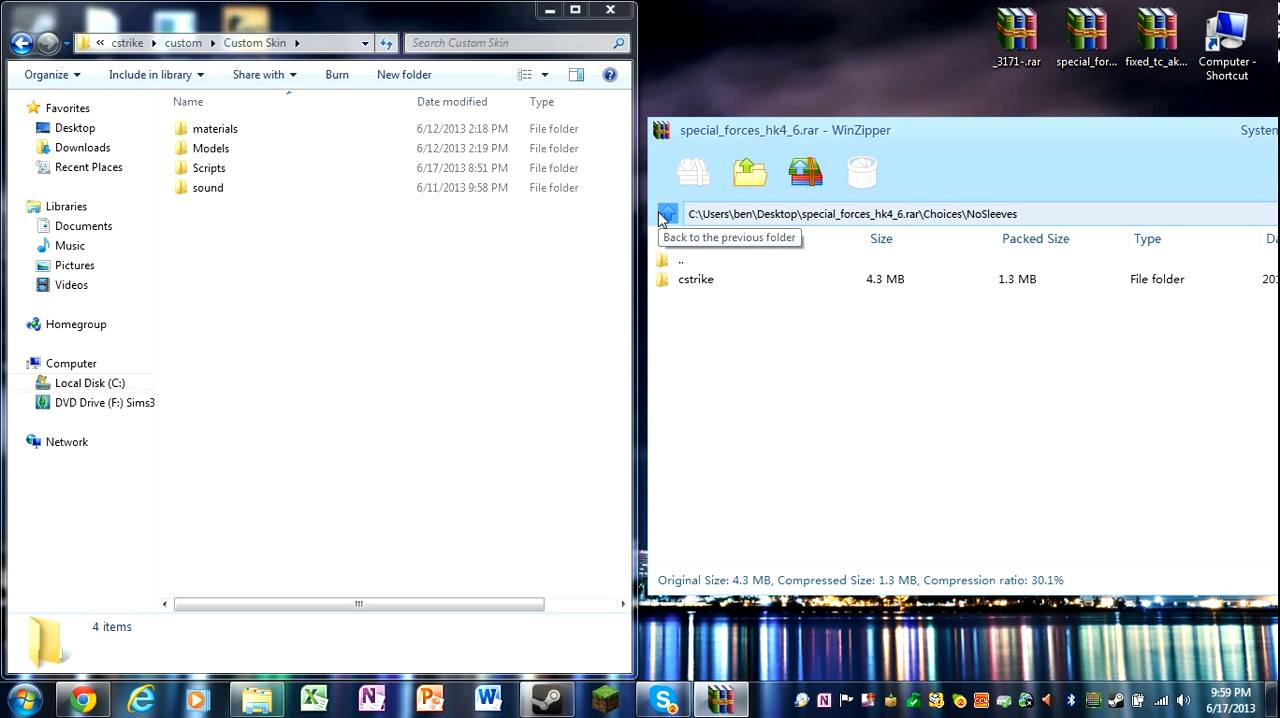 « cstrike ▸ custom ▸ Custom Skin ▸
Search Custom Skin
Organize
Include in library
Share with
Burn
New folder
Favorites
Desktop
Downloads
Recent Places
Libraries
Documents
Music
Pictures
Videos
Homegroup
Computer
Local Disk (C:)
DVD Drive (F:) Sims3
Network
Name Date modified Type
materials 6/12/2013 2:18 PM File folder
Models 6/12/2013 2:19 PM File folder
Scripts 6/17/2013 8:51 PM File folder
sound 6/11/2013 9:58 PM File folder
4 items
_3171-.rar
special_for...
fixed_tc_ak...
Computer -
Shortcut
special_forces_hk4_6.rar - WinZipper
System
C:\Users\ben\Desktop\special_forces_hk4_6.rar\Choices\NoSleeves
Back to the previous folder
Size Packed Size Type Da
..
cstrike 4.3 MB 1.3 MB File folder 201
Original Size: 4.3 MB, Compressed Size: 1.3 MB, Compression ratio: 30.1%
9:59 PM
6/17/2013